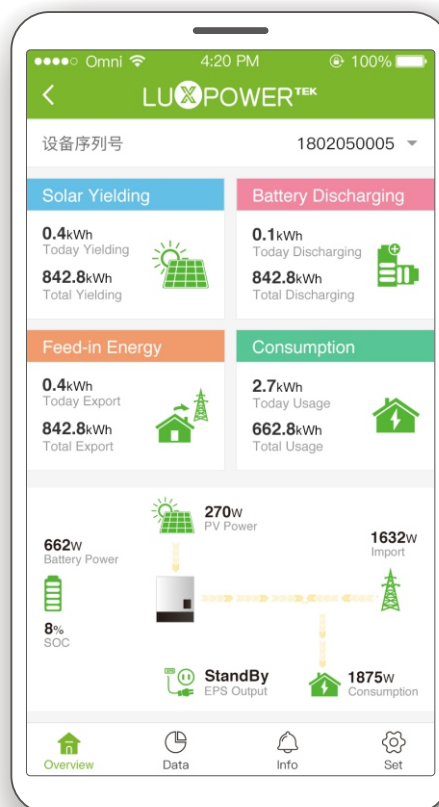 Omni 4:20 PM 100%
LUXPOWERTEK
设备序列号 1802050005
Solar Yielding
0.4kWh
Today Yielding
842.8kWh
Total Yielding
Battery Discharging
0.1kWh
Today Discharging
842.8kWh
Total Discharging
Feed-in Energy
0.4kWh
Today Export
842.8kWh
Total Export
Consumption
2.7kWh
Today Usage
662.8kWh
Total Usage
270W
PV Power
662W
Battery Power
1632W
Import
8%
SOC
StandBy
EPS Output
1875W
Consumption
Overview Data Info Set